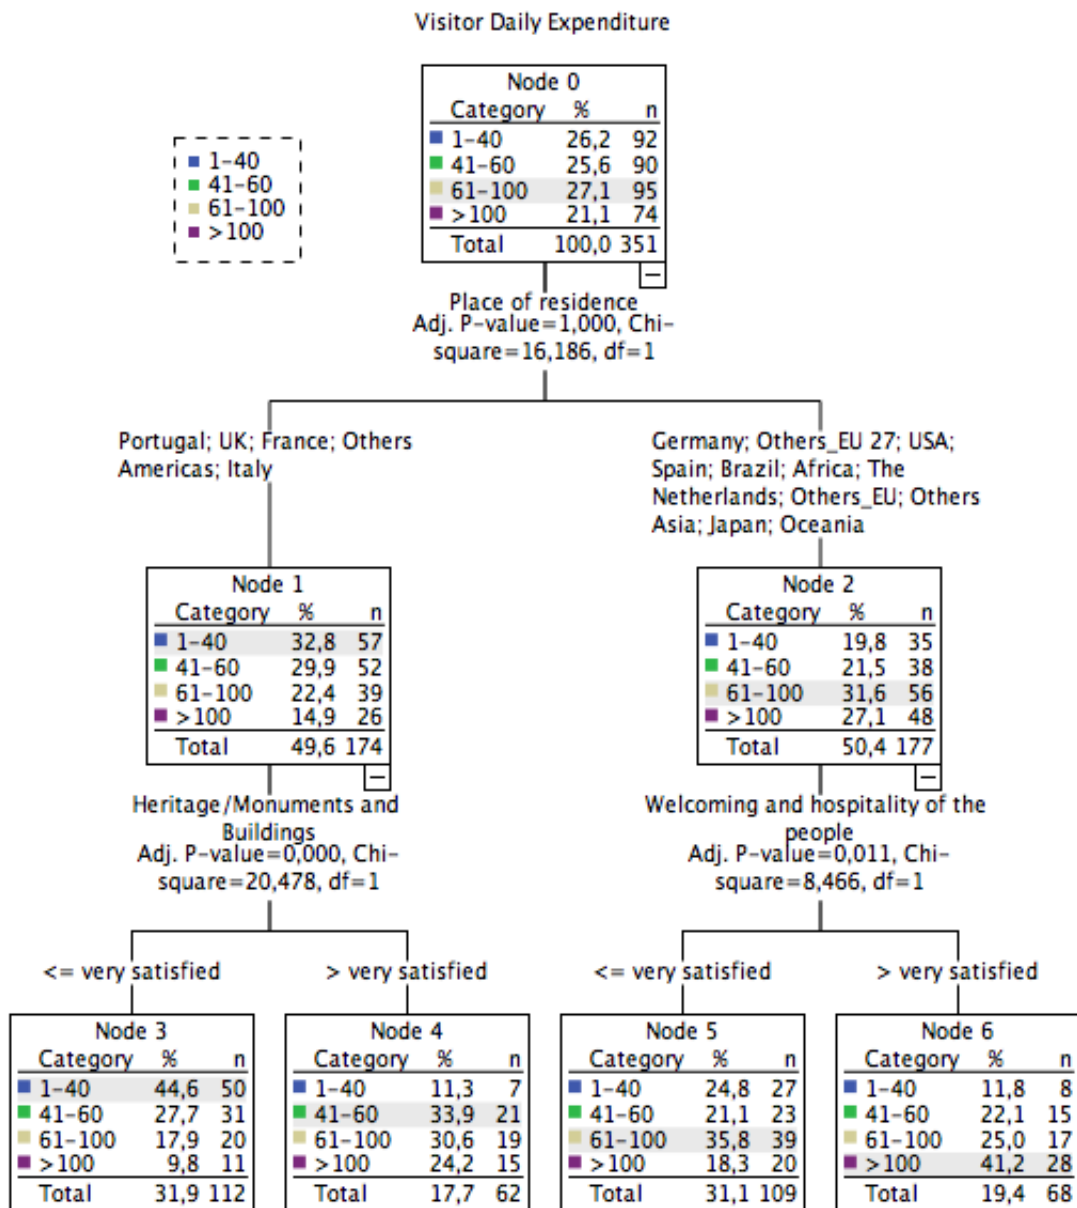 Visitor Daily Expenditure
1-40
41-60
61-100
>100
Node 0
Category % n
1-40 26,2 92
41-60 25,6 90
61-100 27,1 95
>100 21,1 74
Total 100,0 351
Place of residence
Adj. P-value=1,000, Chi-
square=16,186, df=1
Portugal; UK; France; Others
Americas; Italy
Germany; Others_EU 27; USA;
Spain; Brazil; Africa; The
Netherlands; Others_EU; Others
Asia; Japan; Oceania
Node 1
Category % n
1-40 32,8 57
41-60 29,9 52
61-100 22,4 39
>100 14,9 26
Total 49,6 174
Node 2
Category % n
1-40 19,8 35
41-60 21,5 38
61-100 31,6 56
>100 27,1 48
Total 50,4 177
Heritage/Monuments and
Buildings
Adj. P-value=0,000, Chi-
square=20,478, df=1
Welcoming and hospitality of the
people
Adj. P-value=0,011, Chi-
square=8,466, df=1
<= very satisfied
> very satisfied
<= very satisfied
> very satisfied
Node 3
Category % n
1-40 44,6 50
41-60 27,7 31
61-100 17,9 20
>100 9,8 11
Total 31,9 112
Node 4
Category % n
1-40 11,3 7
41-60 33,9 21
61-100 30,6 19
>100 24,2 15
Total 17,7 62
Node 5
Category % n
1-40 24,8 27
41-60 21,1 23
61-100 35,8 39
>100 18,3 20
Total 31,1 109
Node 6
Category % n
1-40 11,8 8
41-60 22,1 15
61-100 25,0 17
>100 41,2 28
Total 19,4 68